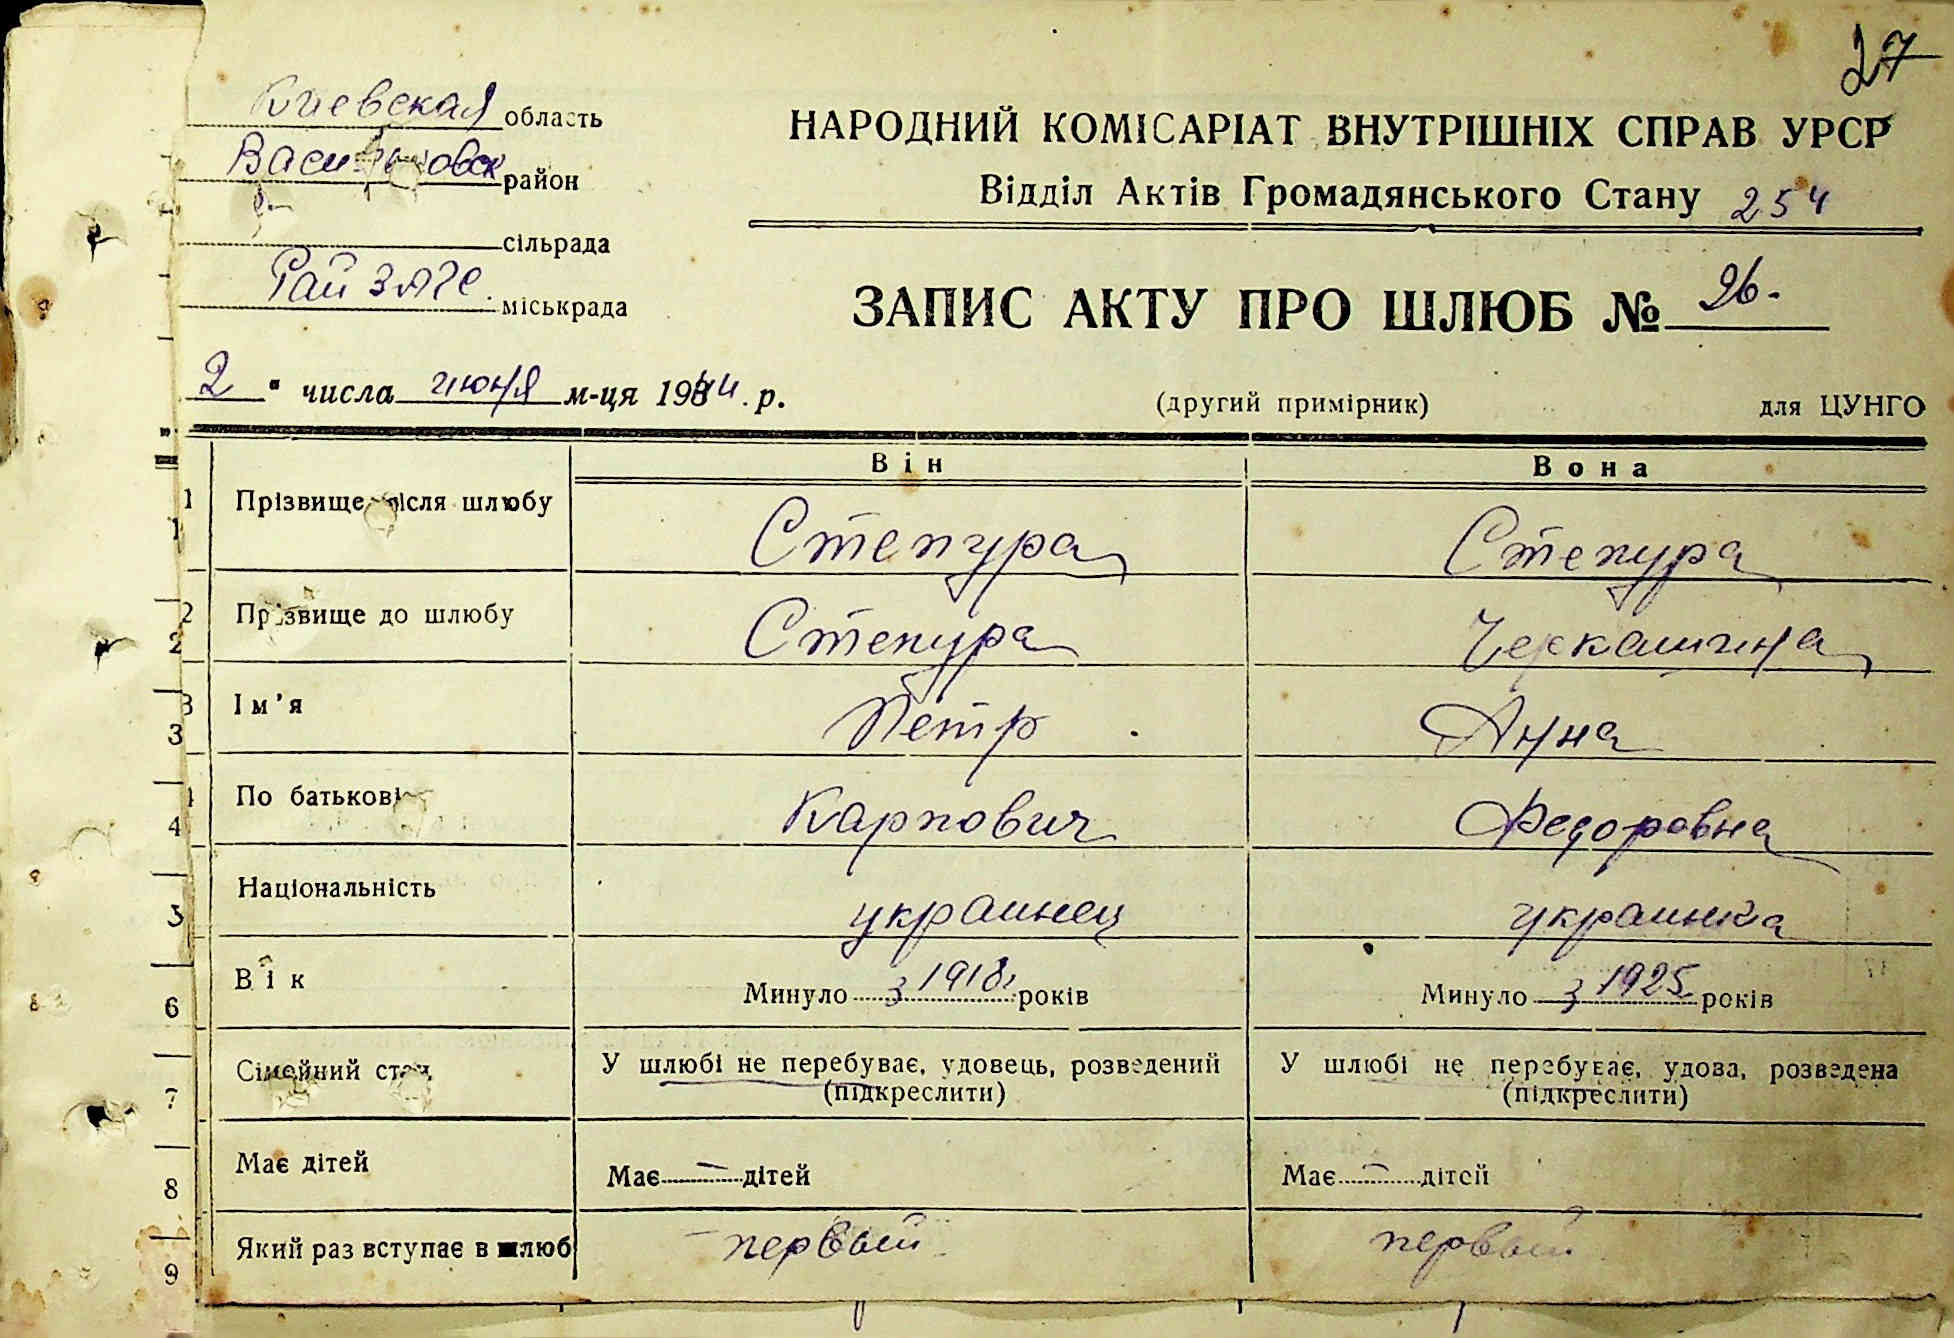 27
Киевская область
Васильковск район
сільрада
Рай ЗАГС міськрада
НАРОДНИЙ КОМІСАРІАТ ВНУТРІШНІХ СПРАВ УРСР
Відділ Актів Громадянського Стану 254
ЗАПИС АКТУ ПРО ШЛЮБ № 26.
2 " числа июня м-ця 1944 р.
(другий примірник) для ЦУНГО
Він Вона
1 Прізвище після шлюбу Степура Степура
2 Прізвище до шлюбу Степура Черкашина
3 Ім'я Петр Анна
4 По батькові Карпович Федоровна
5 Національність украинец украинка
6 Вік Минуло з 1918 років Минуло з 1925 років
7 Сімейний стан У шлюбі не перебуває, удовець, розведений У шлюбі не перебуває, удова, розведена
(підкреслити) (підкреслити)
8 Має дітей Має — дітей Має — дітей
9 Який раз вступає в шлюб первый первый